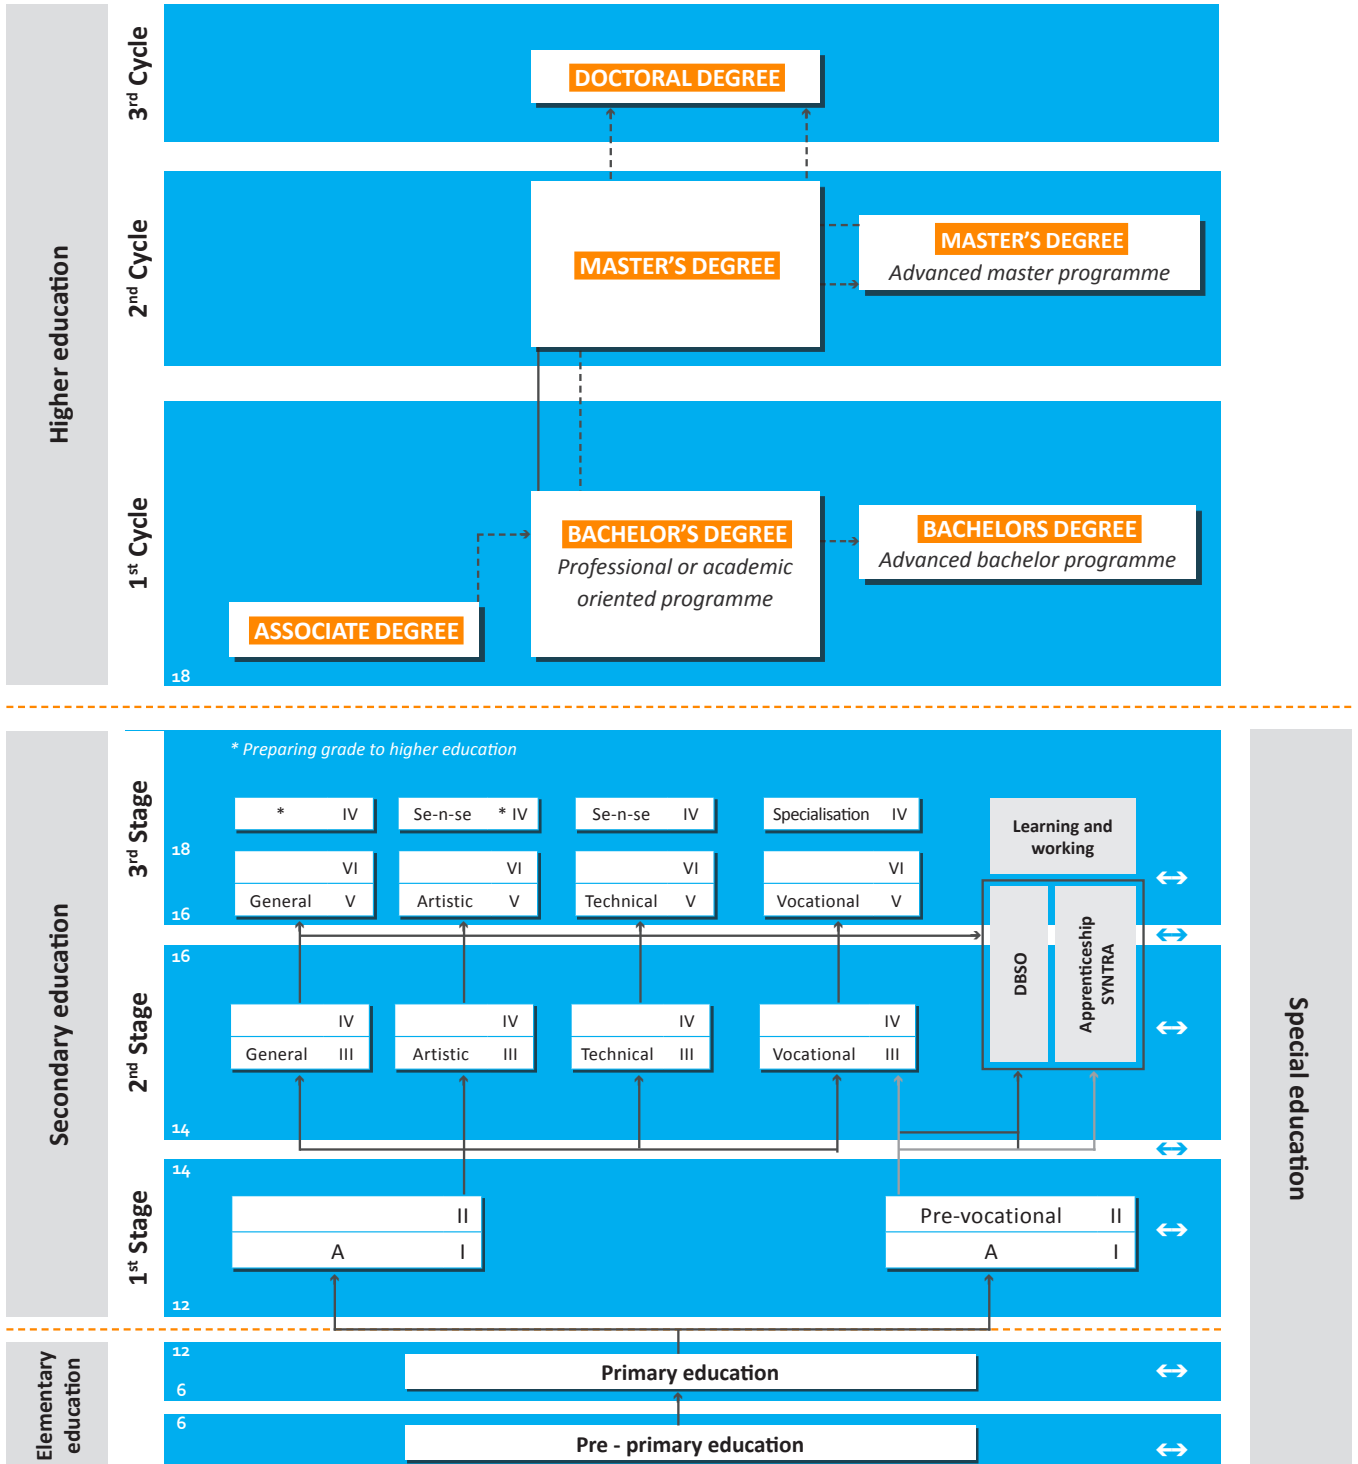 Higher education
3rd Cycle
DOCTORAL DEGREE
2nd Cycle
MASTER'S DEGREE
MASTER'S DEGREE
Advanced master programme
1st Cycle
BACHELOR'S DEGREE
Professional or academic
oriented programme
BACHELORS DEGREE
Advanced bachelor programme
ASSOCIATE DEGREE
18
Secondary education
Special education
3rd Stage
* Preparing grade to higher education
* IV
Se-n-se * IV
Se-n-se IV
Specialisation IV
Learning and
working
18
VI
VI
VI
VI
General V
Artistic V
Technical V
Vocational V
16
DBSO
Apprenticeship
SYNTRA
2nd Stage
16
IV
IV
IV
IV
General III
Artistic III
Technical III
Vocational III
14
1st Stage
14
II
A I
Pre-vocational II
A I
12
Elementary
education
12
Primary education
6
6
Pre - primary education